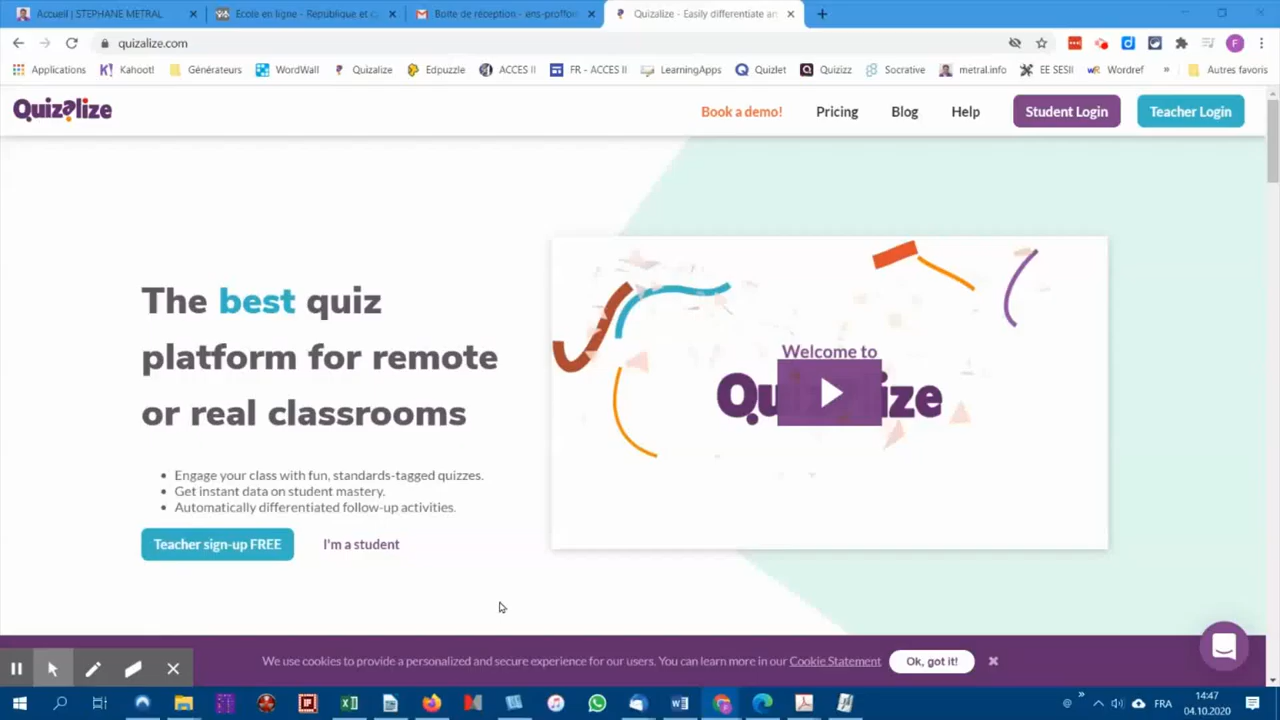 Accueil | STEPHANE METRAL
Ecole en ligne - République et c
Boîte de réception - ens-proffor
Quizalize - Easily differentiate an
quizalize.com
F
Applications
Kahoot!
Générateurs
WordWall
Quizalize
Edpuzzle
ACCES II
FR - ACCES II
LearningApps
Quizlet
Quizizz
Socrative
metral.info
EE SESII
Wordref
»
Autres favoris
Quizalize
Book a demo!
Pricing
Blog
Help
Student Login
Teacher Login
The best quiz
platform for remote
or real classrooms
• Engage your class with fun, standards-tagged quizzes.
• Get instant data on student mastery.
• Automatically differentiated follow-up activities.
Teacher sign-up FREE
I'm a student
Welcome to
Quizalize
We use cookies to provide a personalized and secure experience for our users. You can learn more in our Cookie Statement
Ok, got it!
FRA
14:47
04.10.2020